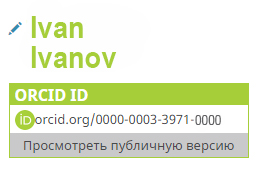 Ivan
Ivanov
ORCID ID
iD orcid.org/0000-0003-3971-0000
Просмотреть публичную версию